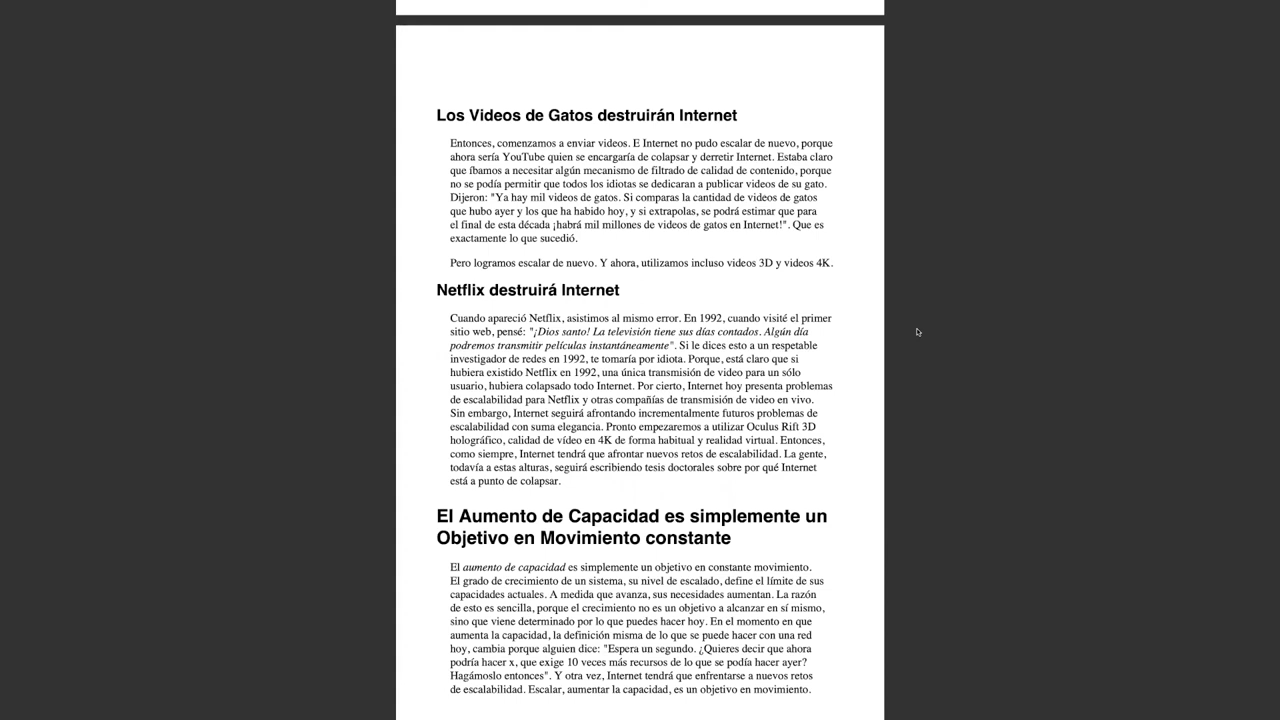 Los Videos de Gatos destruirán Internet
Entonces, comenzamos a enviar videos. E Internet no pudo escalar de nuevo, porque
ahora sería YouTube quien se encargaría de colapsar y derretir Internet. Estaba claro
que íbamos a necesitar algún mecanismo de filtrado de calidad de contenido, porque
no se podía permitir que todos los idiotas se dedicaran a publicar videos de su gato.
Dijeron: "Ya hay mil videos de gatos. Si comparas la cantidad de videos de gatos
que hubo ayer y los que ha habido hoy, y si extrapolas, se podrá estimar que para
el final de esta década ¡habrá mil millones de videos de gatos en Internet!". Que es
exactamente lo que sucedió.
Pero logramos escalar de nuevo. Y ahora, utilizamos incluso videos 3D y videos 4K.
Netflix destruirá Internet
Cuando apareció Netflix, asistimos al mismo error. En 1992, cuando visité el primer
sitio web, pensé: "¡Dios santo! La televisión tiene sus días contados. Algún día
podremos transmitir películas instantáneamente". Si le dices esto a un respetable
investigador de redes en 1992, te tomaría por idiota. Porque, está claro que si
hubiera existido Netflix en 1992, una única transmisión de video para un sólo
usuario, hubiera colapsado todo Internet. Por cierto, Internet hoy presenta problemas
de escalabilidad para Netflix y otras compañías de transmisión de video en vivo.
Sin embargo, Internet seguirá afrontando incrementalmente futuros problemas de
escalabilidad con suma elegancia. Pronto empezaremos a utilizar Oculus Rift 3D
holográfico, calidad de vídeo en 4K de forma habitual y realidad virtual. Entonces,
como siempre, Internet tendrá que afrontar nuevos retos de escalabilidad. La gente,
todavía a estas alturas, seguirá escribiendo tesis doctorales sobre por qué Internet
está a punto de colapsar.
El Aumento de Capacidad es simplemente un
Objetivo en Movimiento constante
El aumento de capacidad es simplemente un objetivo en constante movimiento.
El grado de crecimiento de un sistema, su nivel de escalado, define el límite de sus
capacidades actuales. A medida que avanza, sus necesidades aumentan. La razón
de esto es sencilla, porque el crecimiento no es un objetivo a alcanzar en sí mismo,
sino que viene determinado por lo que puedes hacer hoy. En el momento en que
aumenta la capacidad, la definición misma de lo que se puede hacer con una red
hoy, cambia porque alguien dice: "Espera un segundo. ¿Quieres decir que ahora
podría hacer x, que exige 10 veces más recursos de lo que se podía hacer ayer?
Hagámoslo entonces". Y otra vez, Internet tendrá que enfrentarse a nuevos retos
de escalabilidad. Escalar, aumentar la capacidad, es un objetivo en movimiento.